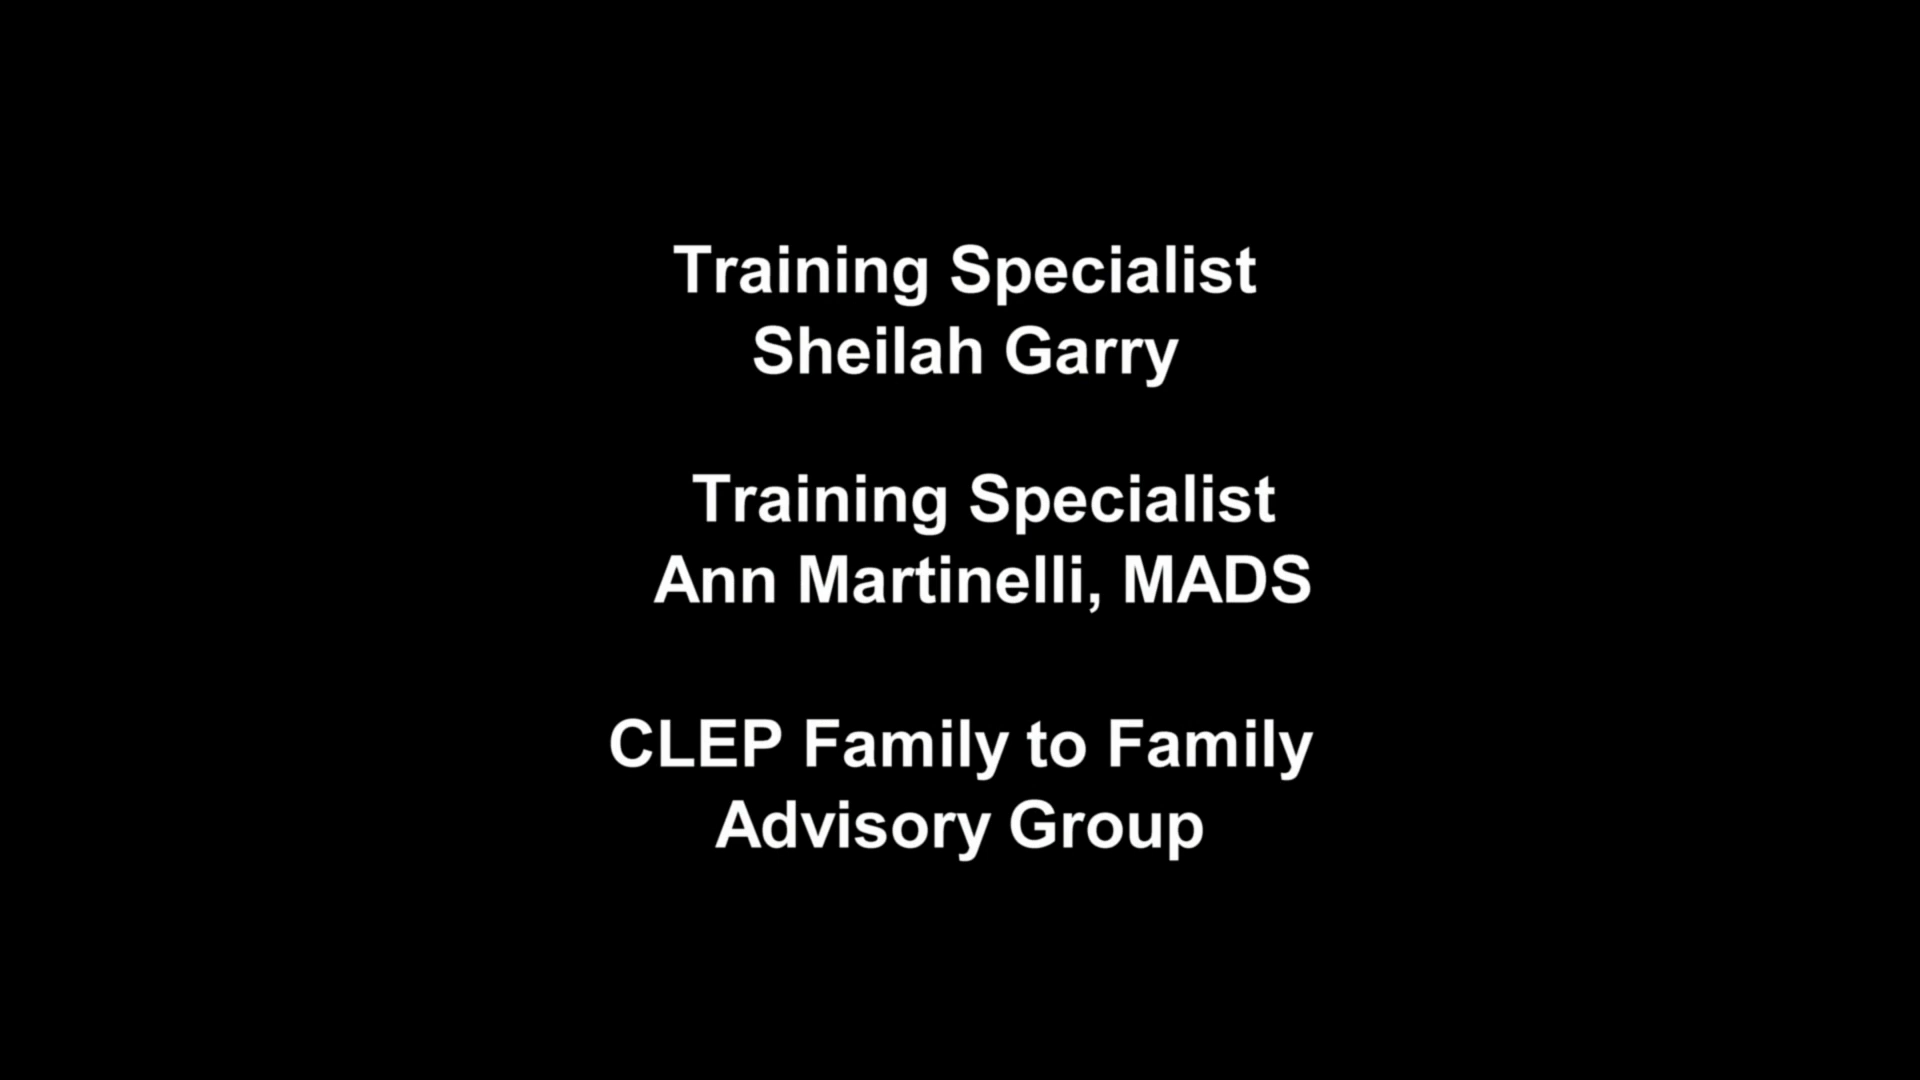 Training Specialist
Sheilah Garry
Training Specialist
Ann Martinelli, MADS
CLEP Family to Family
Advisory Group